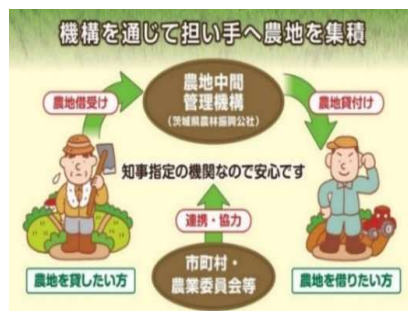 機構を通じて担い手へ農地を集積
農地中間
管理機構
(茨城県農林振興公社)
農地借受け
農地貸付け
知事指定の機関なので安心です
連携・協力
市町村・
農業委員会等
農地を貸したい方
農地を借りたい方